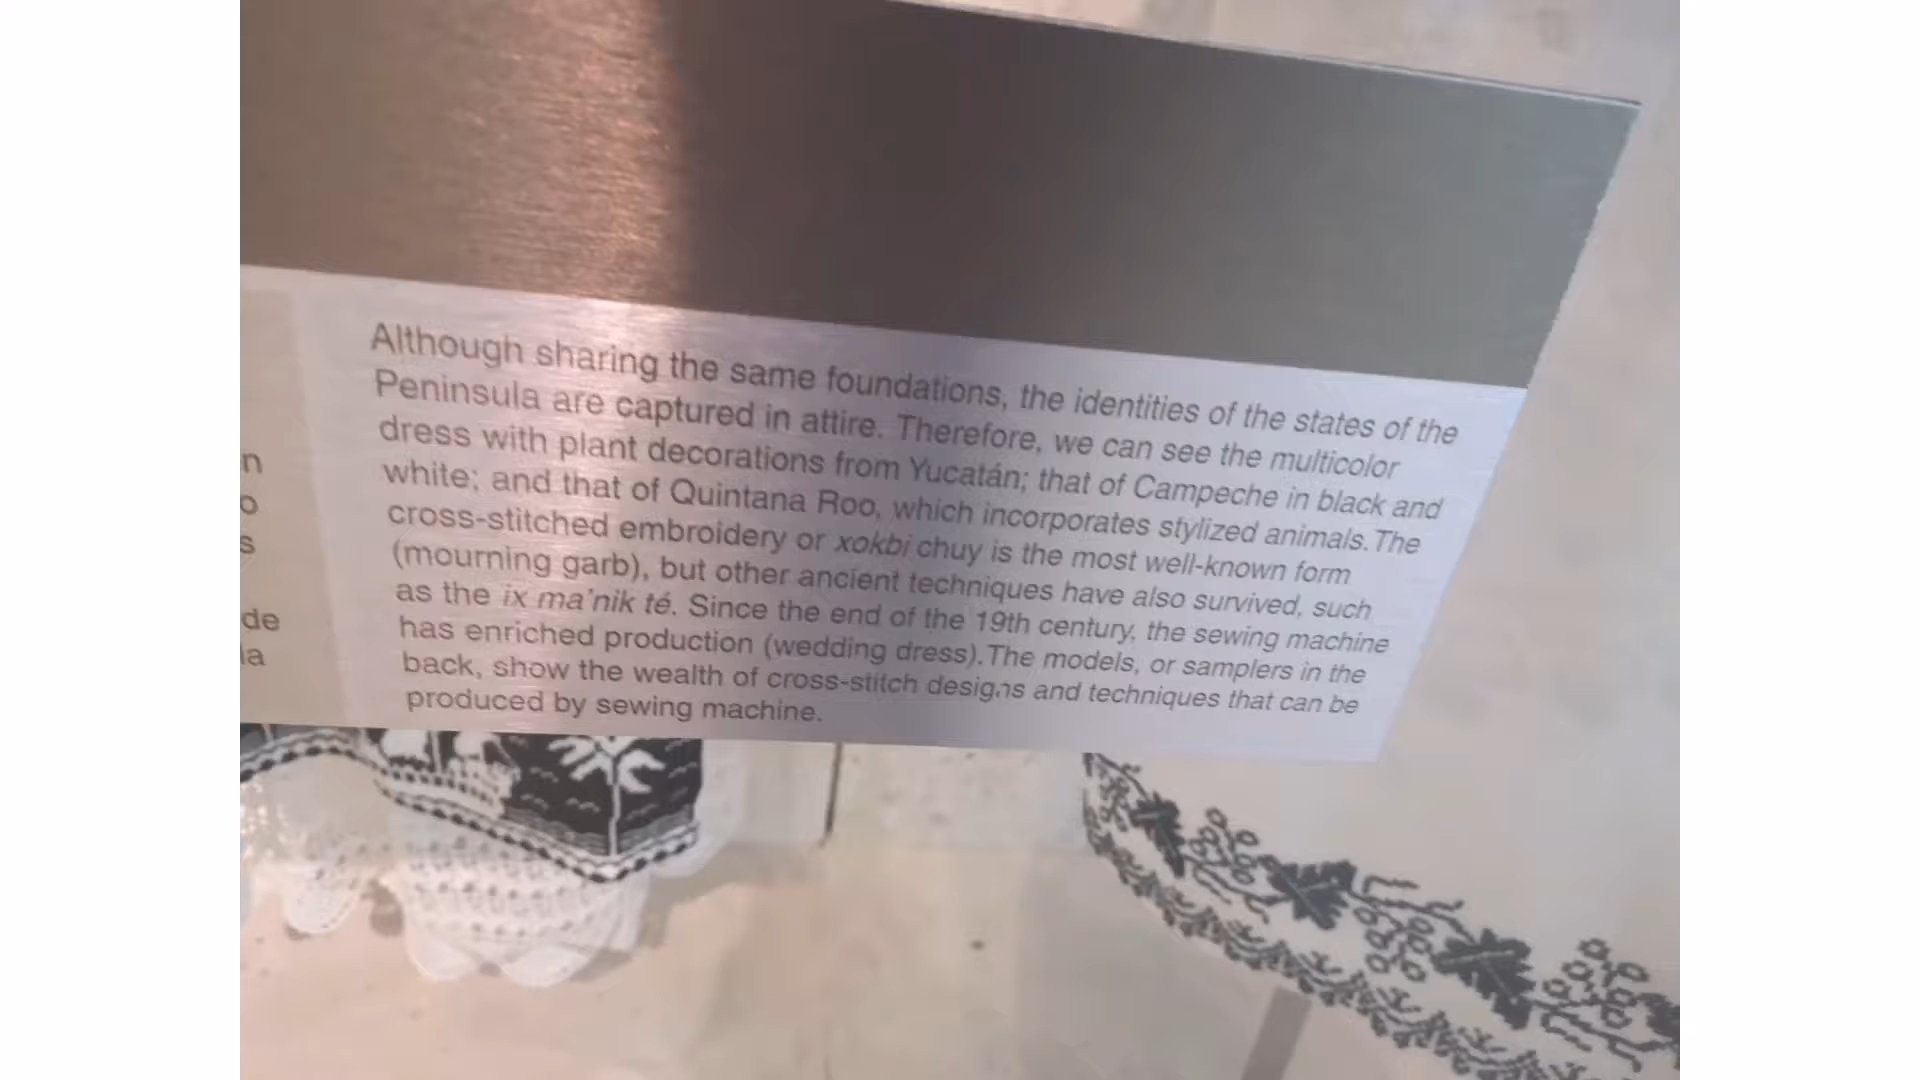 Although sharing the same foundations, the identities of the states of the
Peninsula are captured in attire. Therefore, we can see the multicolor
dress with plant decorations from Yucatán; that of Campeche in black and
white; and that of Quintana Roo, which incorporates stylized animals. The
cross-stitched embroidery or xokbi chuy is the most well-known form
(mourning garb), but other ancient techniques have also survived, such
as the ix ma'nik té. Since the end of the 19th century, the sewing machine
has enriched production (wedding dress). The models, or samplers in the
back, show the wealth of cross-stitch designs and techniques that can be
produced by sewing machine.
n
o
s
de
la